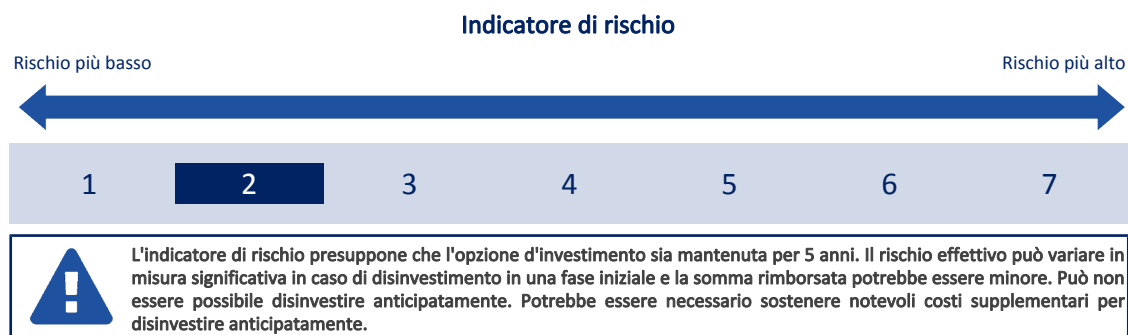 Indicatore di rischio
Rischio più basso
Rischio più alto
1 2 3 4 5 6 7
L'indicatore di rischio presuppone che l'opzione d'investimento sia mantenuta per 5 anni. Il rischio effettivo può variare in
misura significativa in caso di disinvestimento in una fase iniziale e la somma rimborsata potrebbe essere minore. Può non
essere possibile disinvestire anticipatamente. Potrebbe essere necessario sostenere notevoli costi supplementari per
disinvestire anticipatamente.